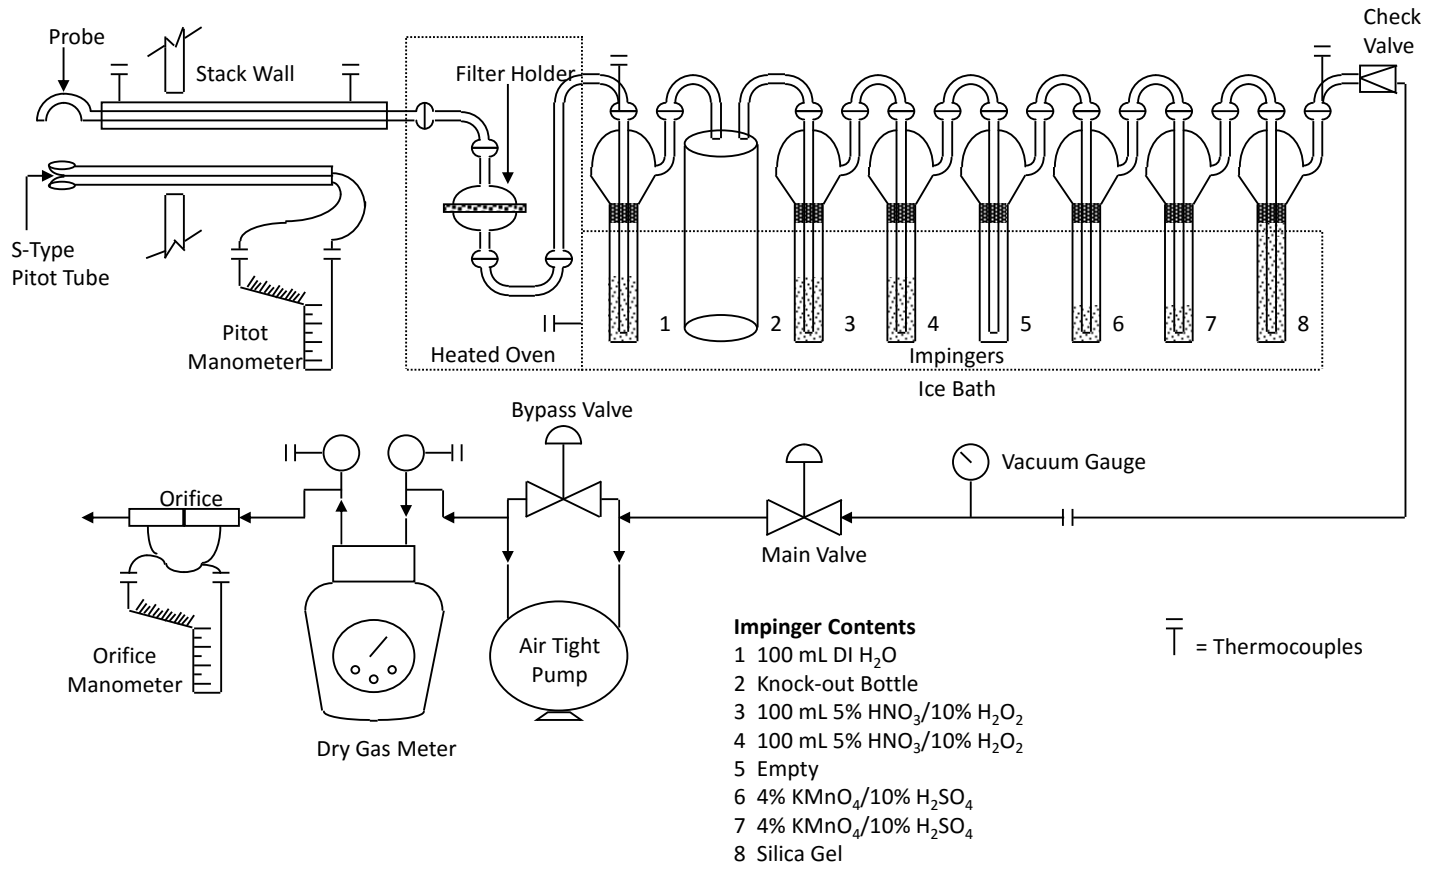 Check
Valve
Probe
Stack Wall
Filter Holder
S-Type
Pitot Tube
Pitot
Manometer
Heated Oven
1 2 3 4 5 6 7 8
Impingers
Ice Bath
Bypass Valve
Vacuum Gauge
Main Valve
Orifice
Orifice
Manometer
Air Tight
Pump
Dry Gas Meter
Impinger Contents
1 100 mL DI H₂O
2 Knock-out Bottle
3 100 mL 5% HNO₃/10% H₂O₂
4 100 mL 5% HNO₃/10% H₂O₂
5 Empty
6 4% KMnO₄/10% H₂SO₄
7 4% KMnO₄/10% H₂SO₄
8 Silica Gel
= Thermocouples